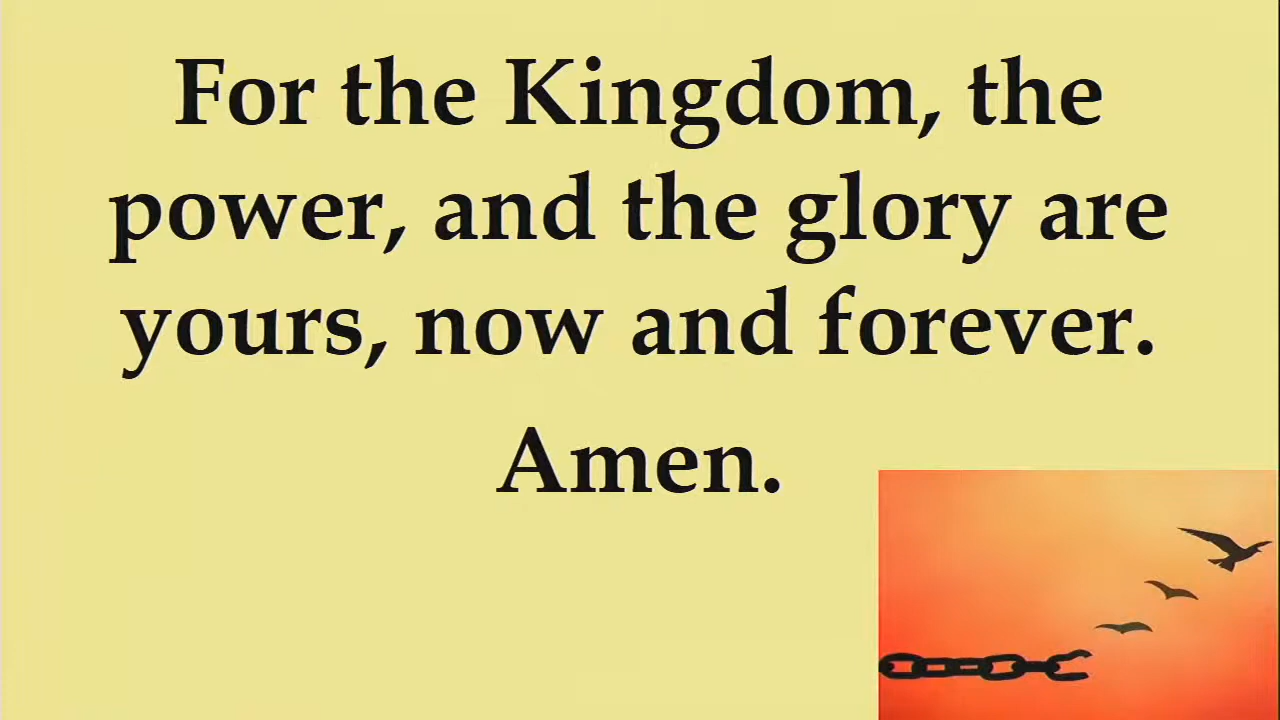 For the Kingdom, the
power, and the glory are
yours, now and forever.
Amen.